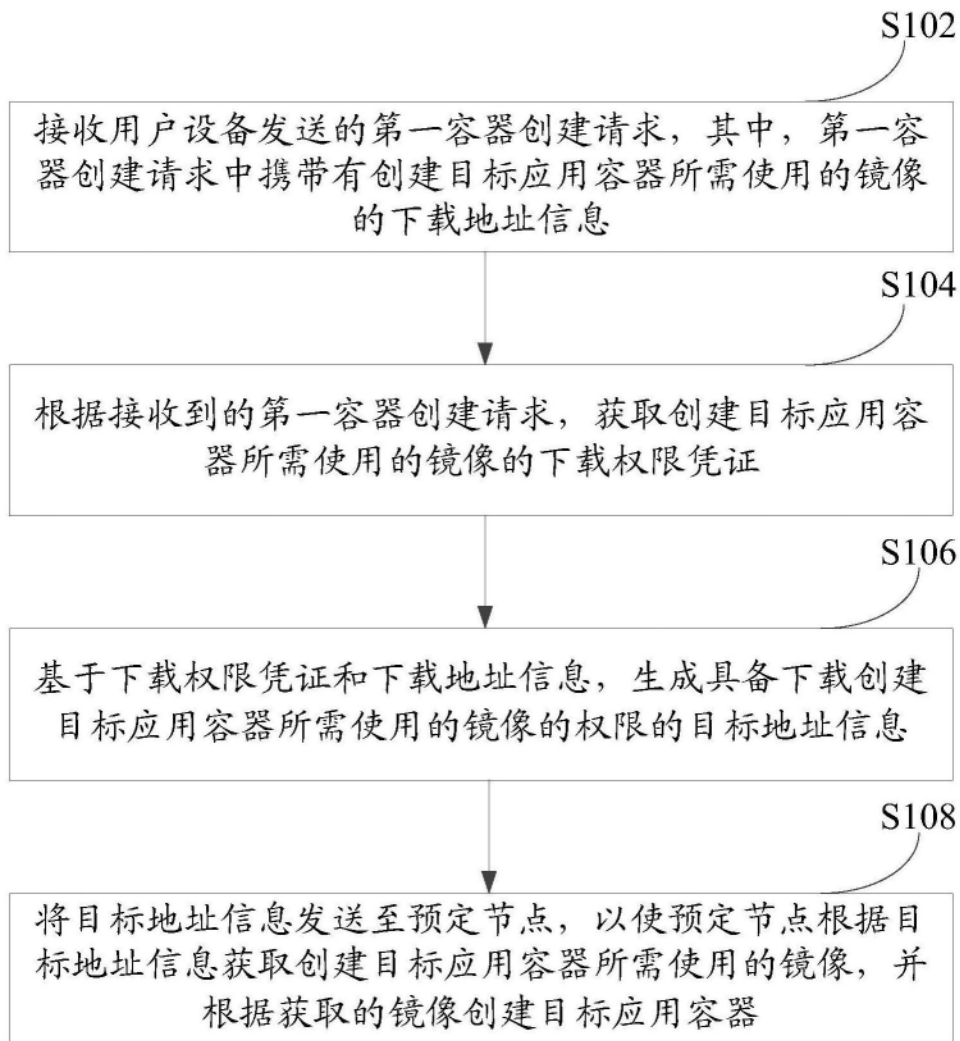 S102
接收用户设备发送的第一容器创建请求，其中，第一容
器创建请求中携带有创建目标应用容器所需使用的镜像
的下载地址信息
S104
根据接收到的第一容器创建请求，获取创建目标应用容
器所需使用的镜像的下载权限凭证
S106
基于下载权限凭证和下载地址信息，生成具备下载创建
目标应用容器所需使用的镜像的权限的目标地址信息
S108
将目标地址信息发送至预定节点，以使预定节点根据目
标地址信息获取创建目标应用容器所需使用的镜像，并
根据获取的镜像创建目标应用容器